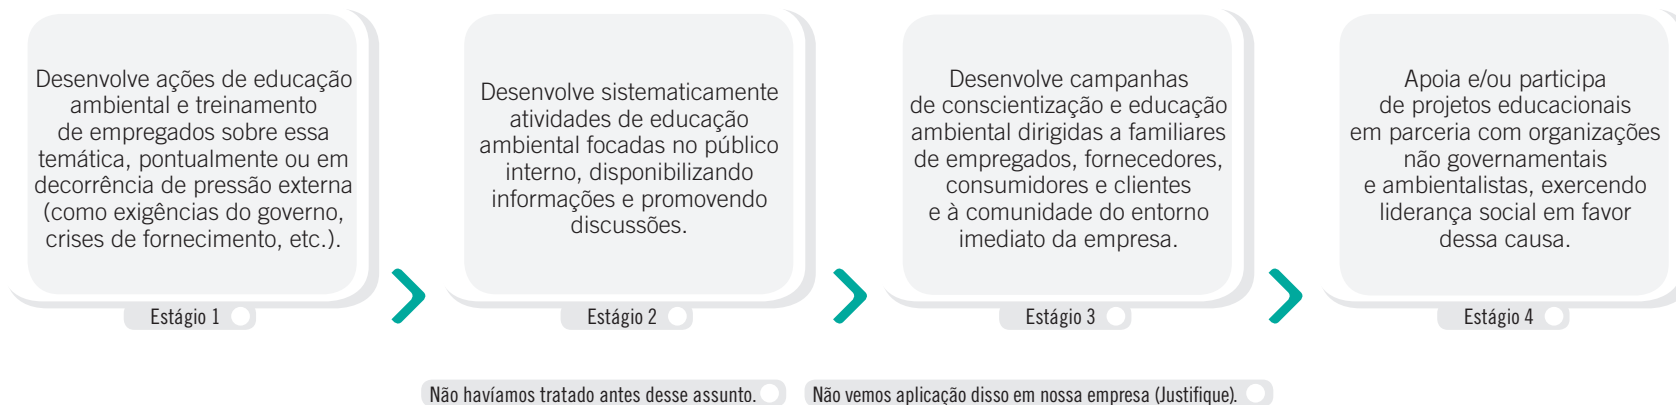 Desenvolve ações de educação
ambiental e treinamento
de empregados sobre essa
temática, pontualmente ou em
decorrência de pressão externa
(como exigências do governo,
crises de fornecimento, etc.).
Estágio 1
Desenvolve sistematicamente
atividades de educação
ambiental focadas no público
interno, disponibilizando
informações e promovendo
discussões.
Estágio 2
Desenvolve campanhas
de conscientização e educação
ambiental dirigidas a familiares
de empregados, fornecedores,
consumidores e clientes
e à comunidade do entorno
imediato da empresa.
Estágio 3
Apoia e/ou participa
de projetos educacionais
em parceria com organizações
não governamentais
e ambientalistas, exercendo
liderança social em favor
dessa causa.
Estágio 4
Não havíamos tratado antes desse assunto.
Não vemos aplicação disso em nossa empresa (Justifique).